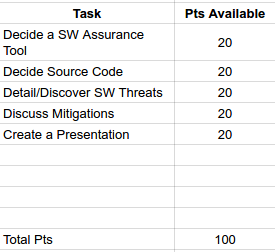 Task Pts Available
Decide a SW Assurance
Tool 20
Decide Source Code 20
Detail/Discover SW Threats 20
Discuss Mitigations 20
Create a Presentation 20
Total Pts 100